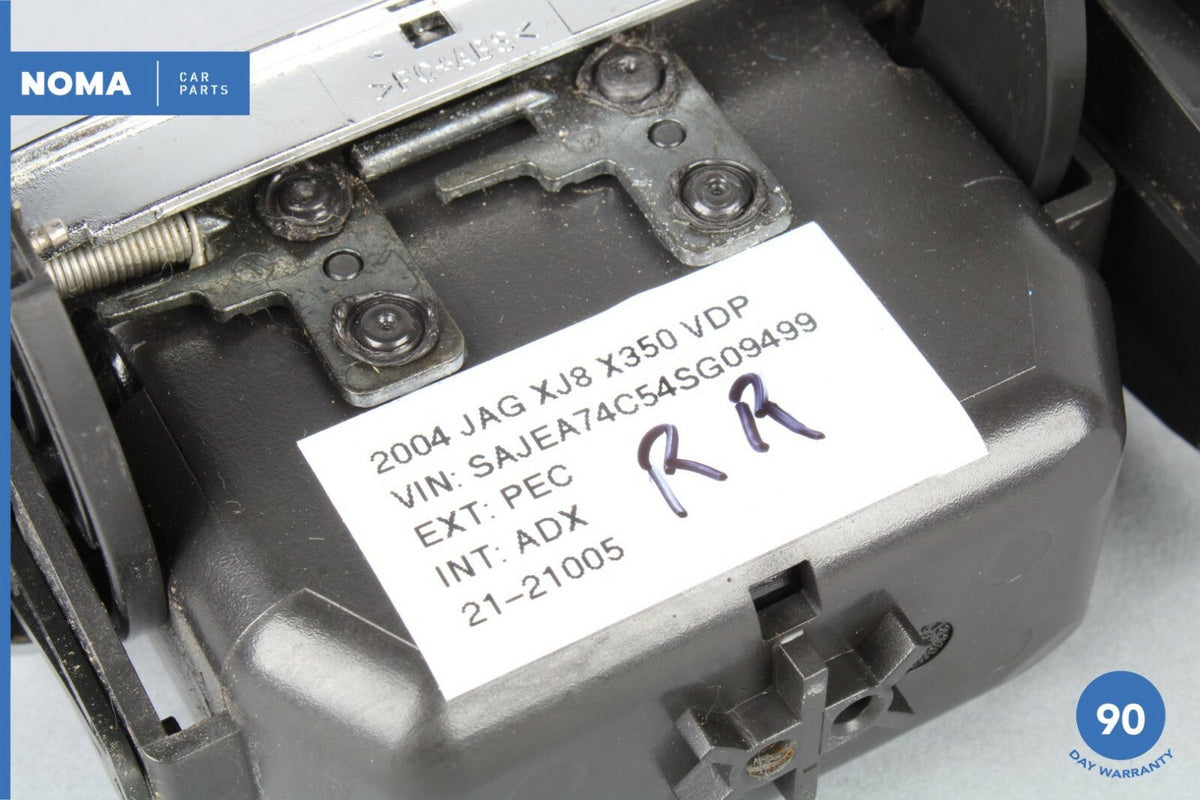 NOMA
CAR
PARTS
>PC+ABS<
2004 JAG XJ8 X350 VDP
VIN: SAJEA74C54SG09499
EXT: PEC
INT: ADX
21-21005
RR
90
DAY WARRANTY